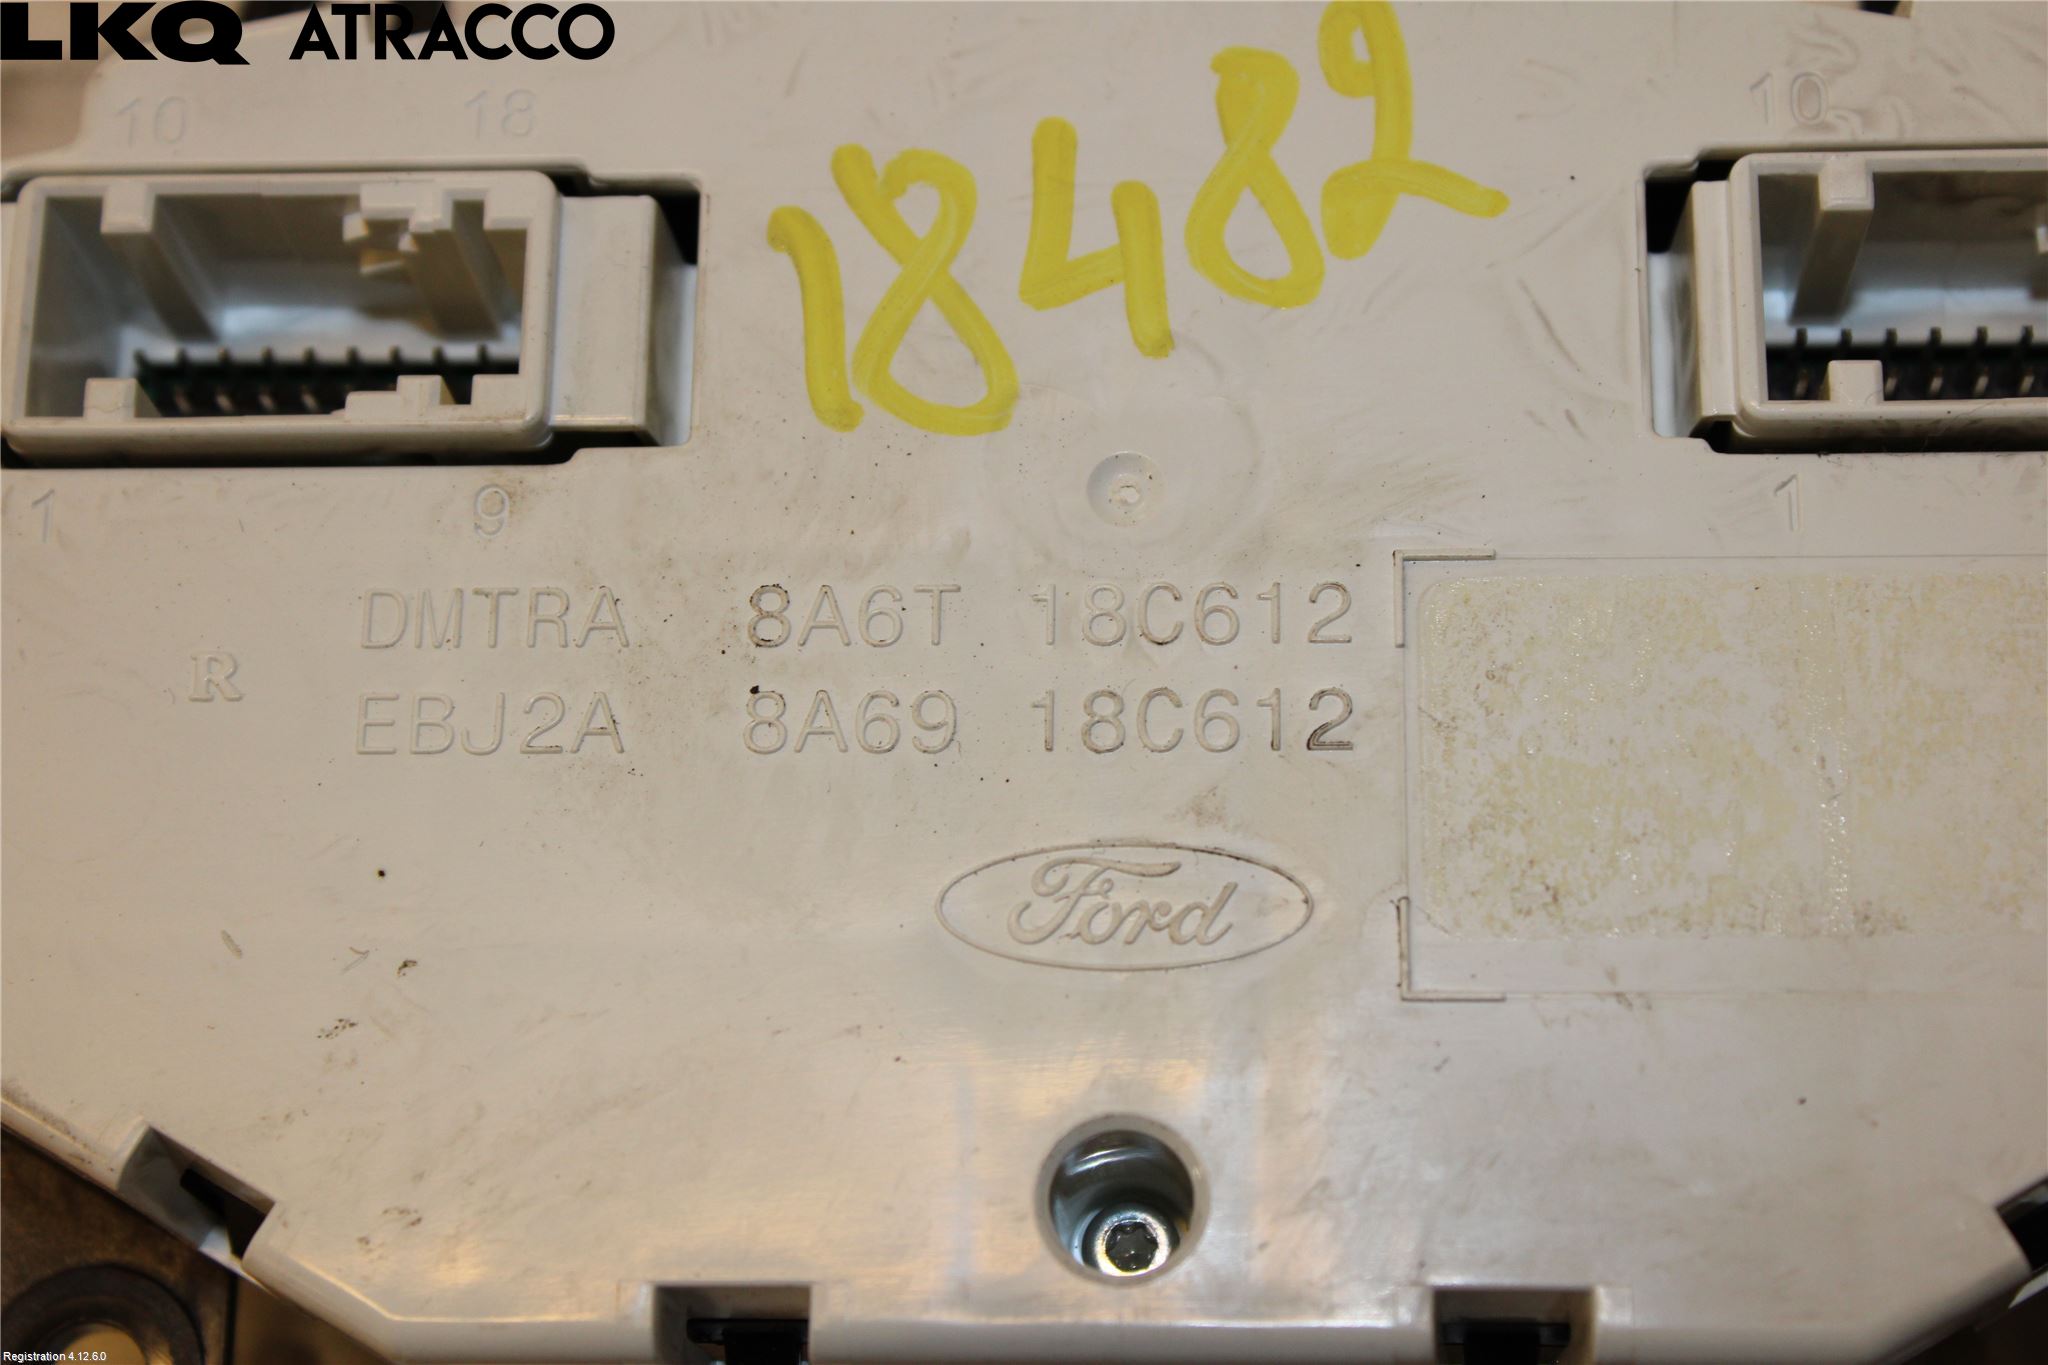 LKQ ATRACCO
10 18 10
18482
1 9 1
DMTRA 8A6T 18C612
R
EBJ2A 8A69 18C612
Ford
Registration 4.12.6.0